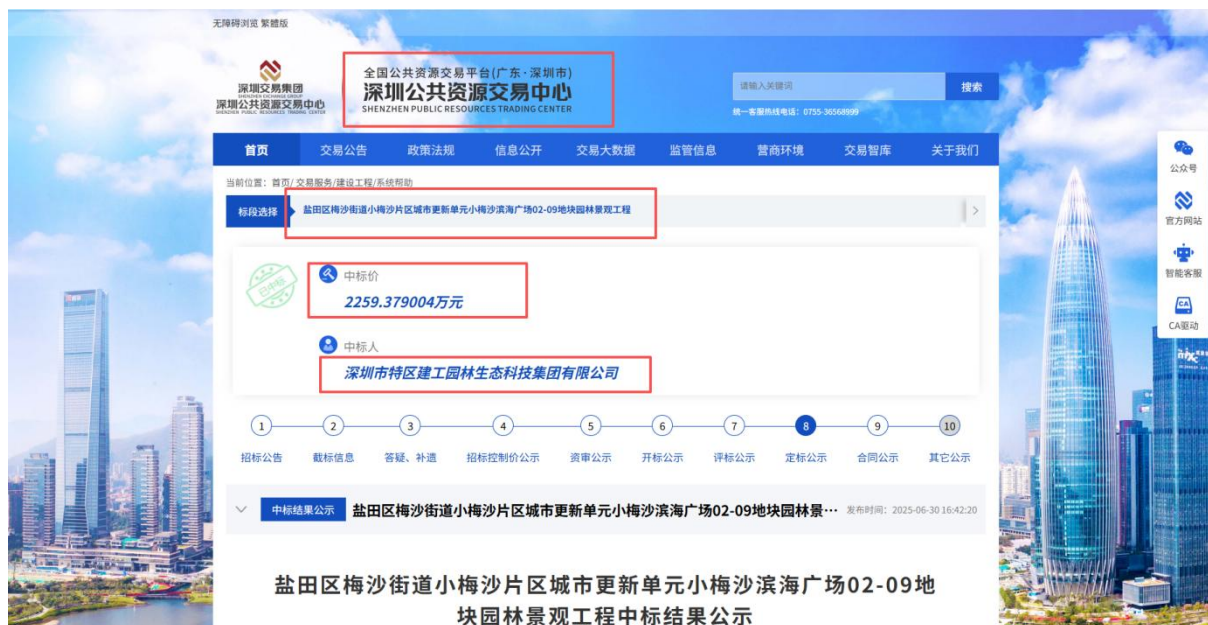 无障碍浏览 繁體版
深圳交易集团
SHENZHEN EXCHANGE GROUP
深圳公共资源交易中心
SHENZHEN PUBLIC RESOURCES TRADING CENTER
全国公共资源交易平台(广东·深圳市)
深圳公共资源交易中心
SHENZHEN PUBLIC RESOURCES TRADING CENTER
请输入关键词
搜索
统一客服热线电话：0755-36568999
首页 交易公告 政策法规 信息公开 交易大数据 监管信息 营商环境 交易智库 关于我们
当前位置：首页/ 交易服务/建设工程/系统帮助
标段选择 盐田区梅沙街道小梅沙片区城市更新单元小梅沙滨海广场02-09地块园林景观工程 >
已中标
中标价
2259.379004万元
中标人
深圳市特区建工园林生态科技集团有限公司
1 2 3 4 5 6 7 8 9 10
招标公告 截标信息 答疑、补遗 招标控制价公示 资审公示 开标公示 评标公示 定标公示 合同公示 其它公示
中标结果公示 盐田区梅沙街道小梅沙片区城市更新单元小梅沙滨海广场02-09地块园林景… 发布时间：2025-06-30 16:42:20
盐田区梅沙街道小梅沙片区城市更新单元小梅沙滨海广场02-09地
块园林景观工程中标结果公示
公众号
官方网站
智能客服
CA
CA驱动